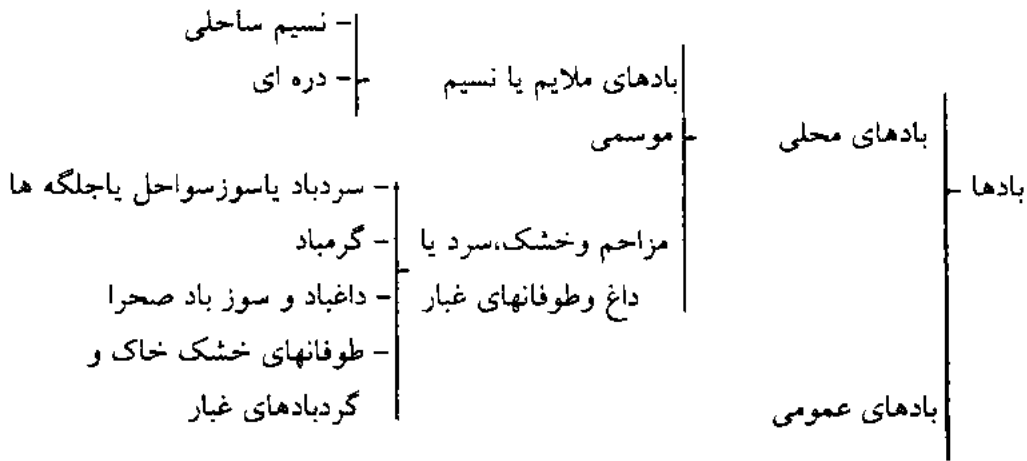 بادها
بادهای محلی
بادهای عمومی
بادهای ملایم یا نسیم
موسمی
مزاحم وخشک،سرد یا
داغ وطوفانهای غبار
- نسیم ساحلی
- دره ای
- سردباد یاسوزسواحل یاجلگه ها
- گرمباد
- داغباد و سوز باد صحرا
- طوفانهای خشک خاک و
گردبادهای غبار